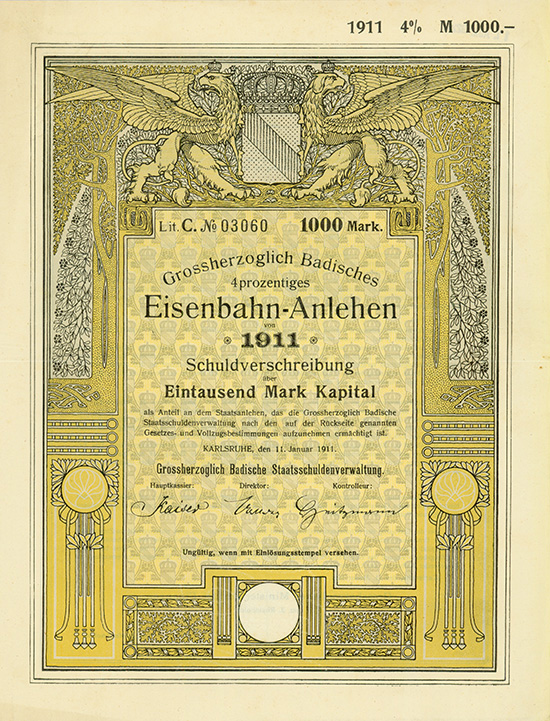 1911 4% M 1000.–
Lit. C. № 03060 1000 Mark.
Grossherzoglich Badisches
4 prozentiges
Eisenbahn-Anlehen
von
1911
Schuldverschreibung
über
Eintausend Mark Kapital
als Anteil an dem Staatsanlehen, das die Grossherzoglich Badische
Staatsschuldenverwaltung nach den auf der Rückseite genannten
Gesetzes- und Vollzugsbestimmungen aufzunehmen ermächtigt ist.
KARLSRUHE, den 11. Januar 1911.
Grossherzoglich Badische Staatsschuldenverwaltung.
Hauptkassier: Direktor: Kontrolleur:
Kaiser
Ungültig, wenn mit Einlösungsstempel versehen.